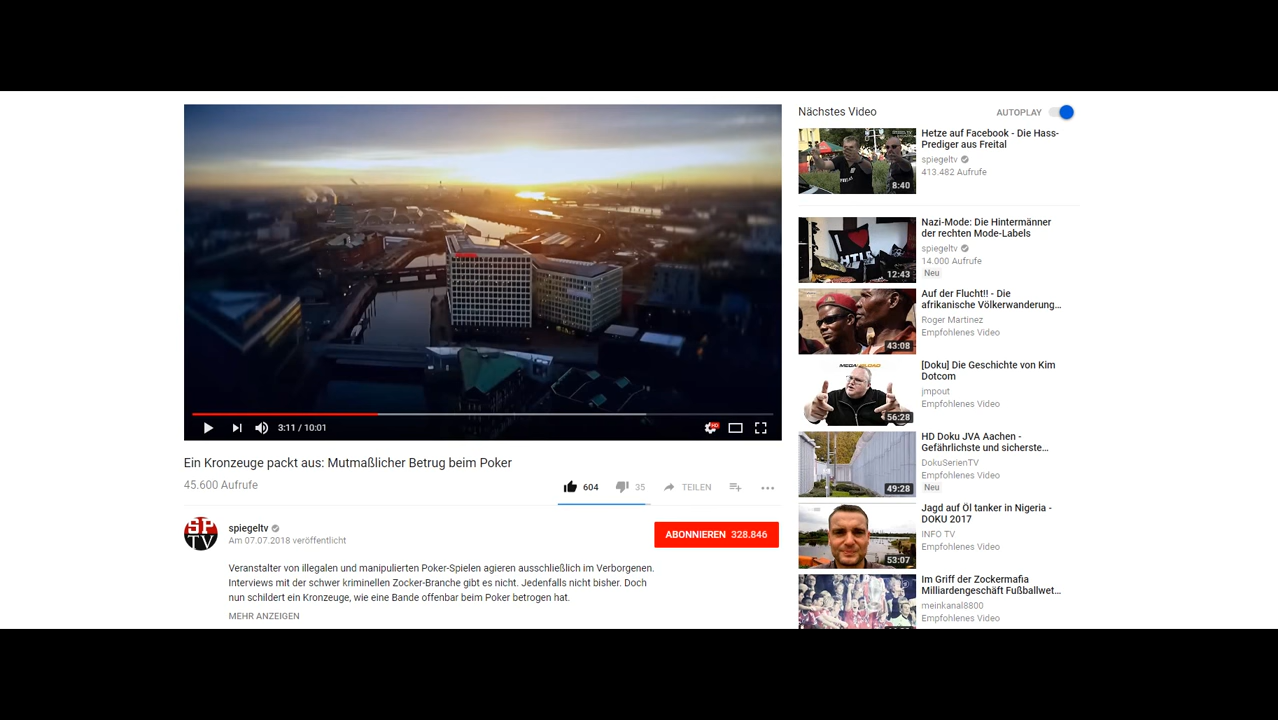 3:11 / 10:01
HD
Ein Kronzeuge packt aus: Mutmaßlicher Betrug beim Poker
45.600 Aufrufe
604
35
TEILEN
SP
TV
spiegeltv
Am 07.07.2018 veröffentlicht
ABONNIEREN 328.846
Veranstalter von illegalen und manipulierten Poker-Spielen agieren ausschließlich im Verborgenen.
Interviews mit der schwer kriminellen Zocker-Branche gibt es nicht. Jedenfalls nicht bisher. Doch
nun schildert ein Kronzeuge, wie eine Bande offenbar beim Poker betrogen hat.
MEHR ANZEIGEN
Nächstes Video
AUTOPLAY
8:40
Hetze auf Facebook - Die Hass-
Prediger aus Freital
spiegeltv
413.482 Aufrufe
I
HTLR
12:43
Nazi-Mode: Die Hintermänner
der rechten Mode-Labels
spiegeltv
14.000 Aufrufe
Neu
43:08
Auf der Flucht!! - Die
afrikanische Völkerwanderung...
Roger Martinez
Empfohlenes Video
56:28
[Doku] Die Geschichte von Kim
Dotcom
jmpout
Empfohlenes Video
49:28
HD Doku JVA Aachen -
Gefährlichste und sicherste...
DokuSerienTV
Empfohlenes Video
Neu
53:07
Jagd auf Öl tanker in Nigeria -
DOKU 2017
INFO TV
Empfohlenes Video
Im Griff der Zockermafia
Milliardengeschäft Fußballwet...
meinkanal8800
Empfohlenes Video